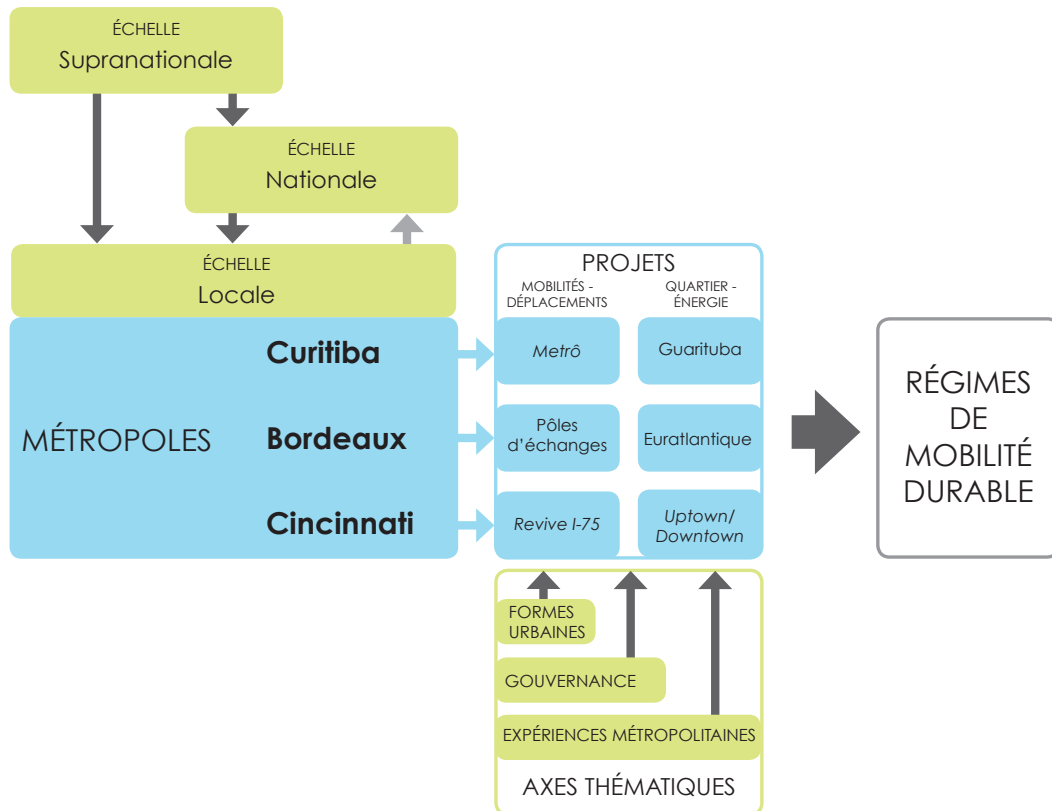 ÉCHELLE
Supranationale
ÉCHELLE
Nationale
ÉCHELLE
Locale
MÉTROPOLES
Curitiba
Bordeaux
Cincinnati
PROJETS
MOBILITÉS -
DÉPLACEMENTS
QUARTIER -
ÉNERGIE
Metrô
Guarituba
Pôles
d'échanges
Euratlantique
Revive I-75
Uptown/
Downtown
FORMES
URBAINES
GOUVERNANCE
EXPÉRIENCES MÉTROPOLITAINES
AXES THÉMATIQUES
RÉGIMES
DE
MOBILITÉ
DURABLE